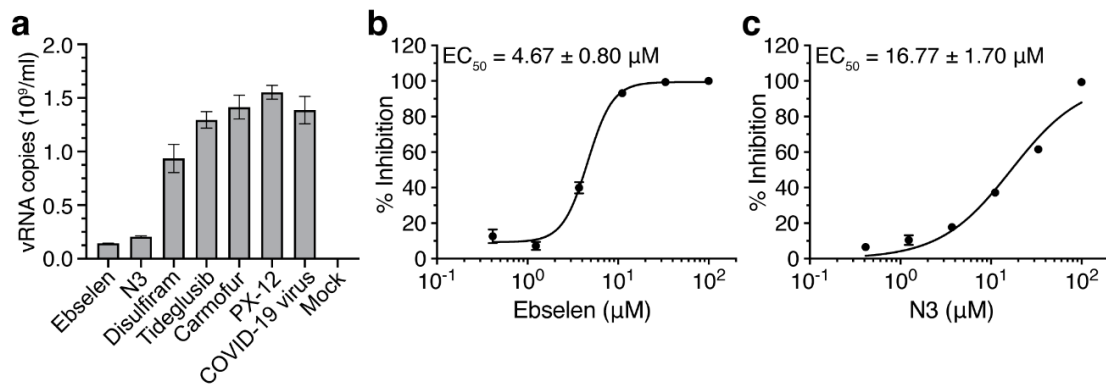 a
vRNA copies (10⁹/ml)
2.0
1.5
1.0
0.5
0.0
Ebselen
N3
Disulfiram
Tideglusib
Carmofur
PX-12
COVID-19 virus
Mock
b
EC₅₀ = 4.67 ± 0.80 µM
% Inhibition
120
100
80
60
40
20
0
10⁻¹ 10⁰ 10¹ 10²
Ebselen (µM)
c
EC₅₀ = 16.77 ± 1.70 µM
% Inhibition
120
100
80
60
40
20
0
10⁻¹ 10⁰ 10¹ 10²
N3 (µM)